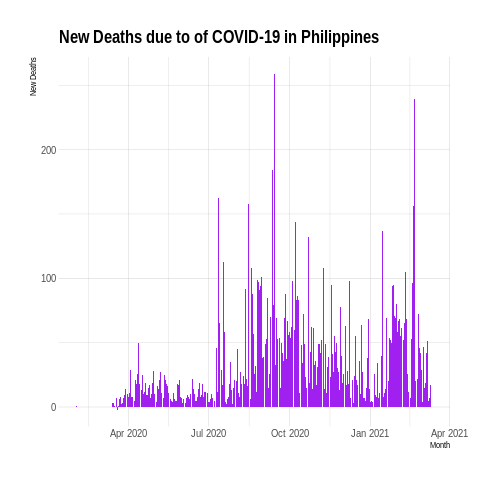 New Deaths due to of COVID-19 in Philippines
New Deaths
200
100
0
Apr 2020
Jul 2020
Oct 2020
Jan 2021
Apr 2021
Month